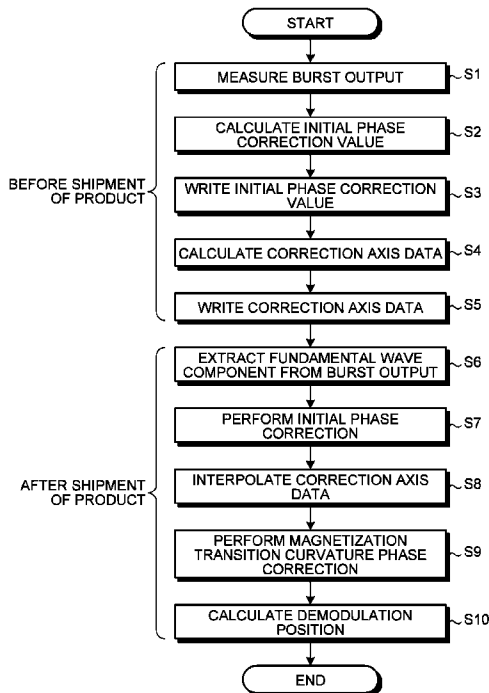 START
MEASURE BURST OUTPUT
S1
CALCULATE INITIAL PHASE
CORRECTION VALUE
S2
BEFORE SHIPMENT
OF PRODUCT
WRITE INITIAL PHASE CORRECTION
VALUE
S3
CALCULATE CORRECTION AXIS DATA
S4
WRITE CORRECTION AXIS DATA
S5
EXTRACT FUNDAMENTAL WAVE
COMPONENT FROM BURST OUTPUT
S6
PERFORM INITIAL PHASE
CORRECTION
S7
AFTER SHIPMENT
OF PRODUCT
INTERPOLATE CORRECTION AXIS
DATA
S8
PERFORM MAGNETIZATION
TRANSITION CURVATURE PHASE
CORRECTION
S9
CALCULATE DEMODULATION
POSITION
S10
END